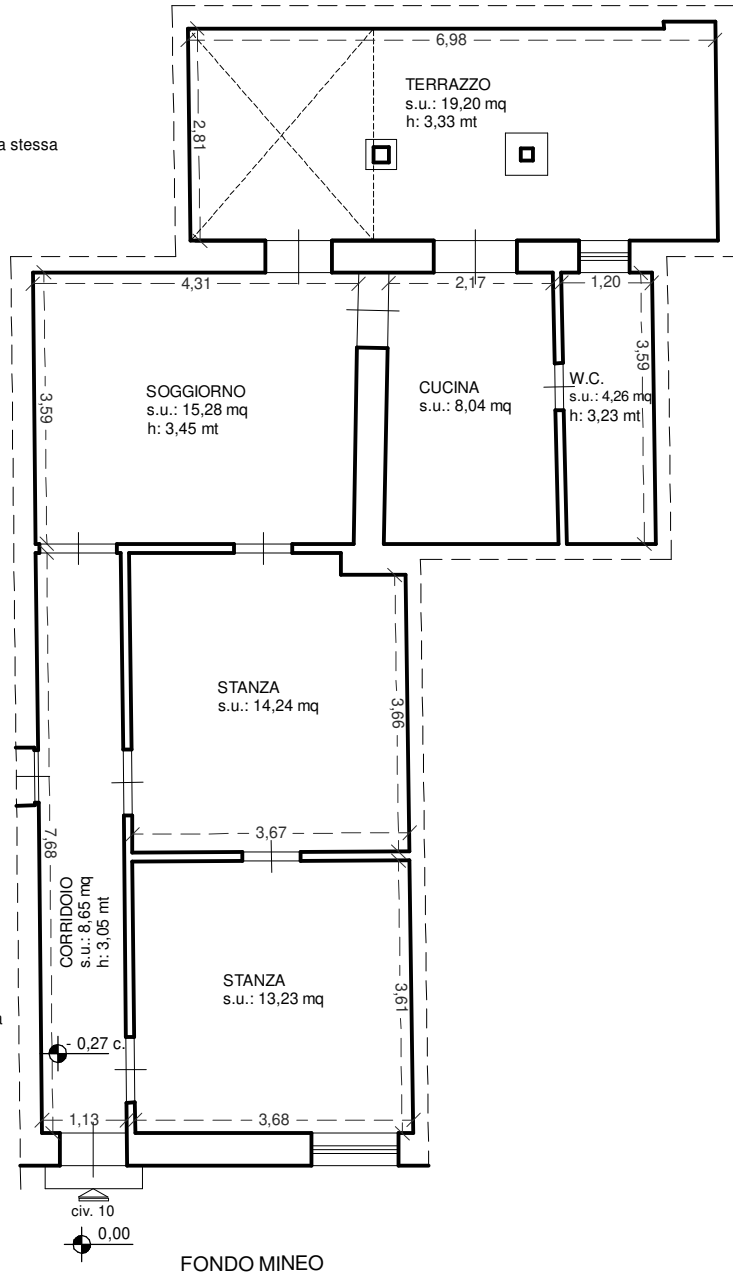 6,98
TERRAZZO
s.u.: 19,20 mq
h: 3,33 mt
2,81
a stessa
4,31
2,17
1,20
3,59
SOGGIORNO
s.u.: 15,28 mq
h: 3,45 mt
CUCINA
s.u.: 8,04 mq
W.C.
s.u.: 4,26 mq
h: 3,23 mt
3,59
STANZA
s.u.: 14,24 mq
3,66
3,67
7,68
CORRIDOIO
s.u.: 8,65 mq
h: 3,05 mt
STANZA
s.u.: 13,23 mq
3,61
a
- 0,27 c.
1,13
3,68
civ. 10
0,00
FONDO MINEO